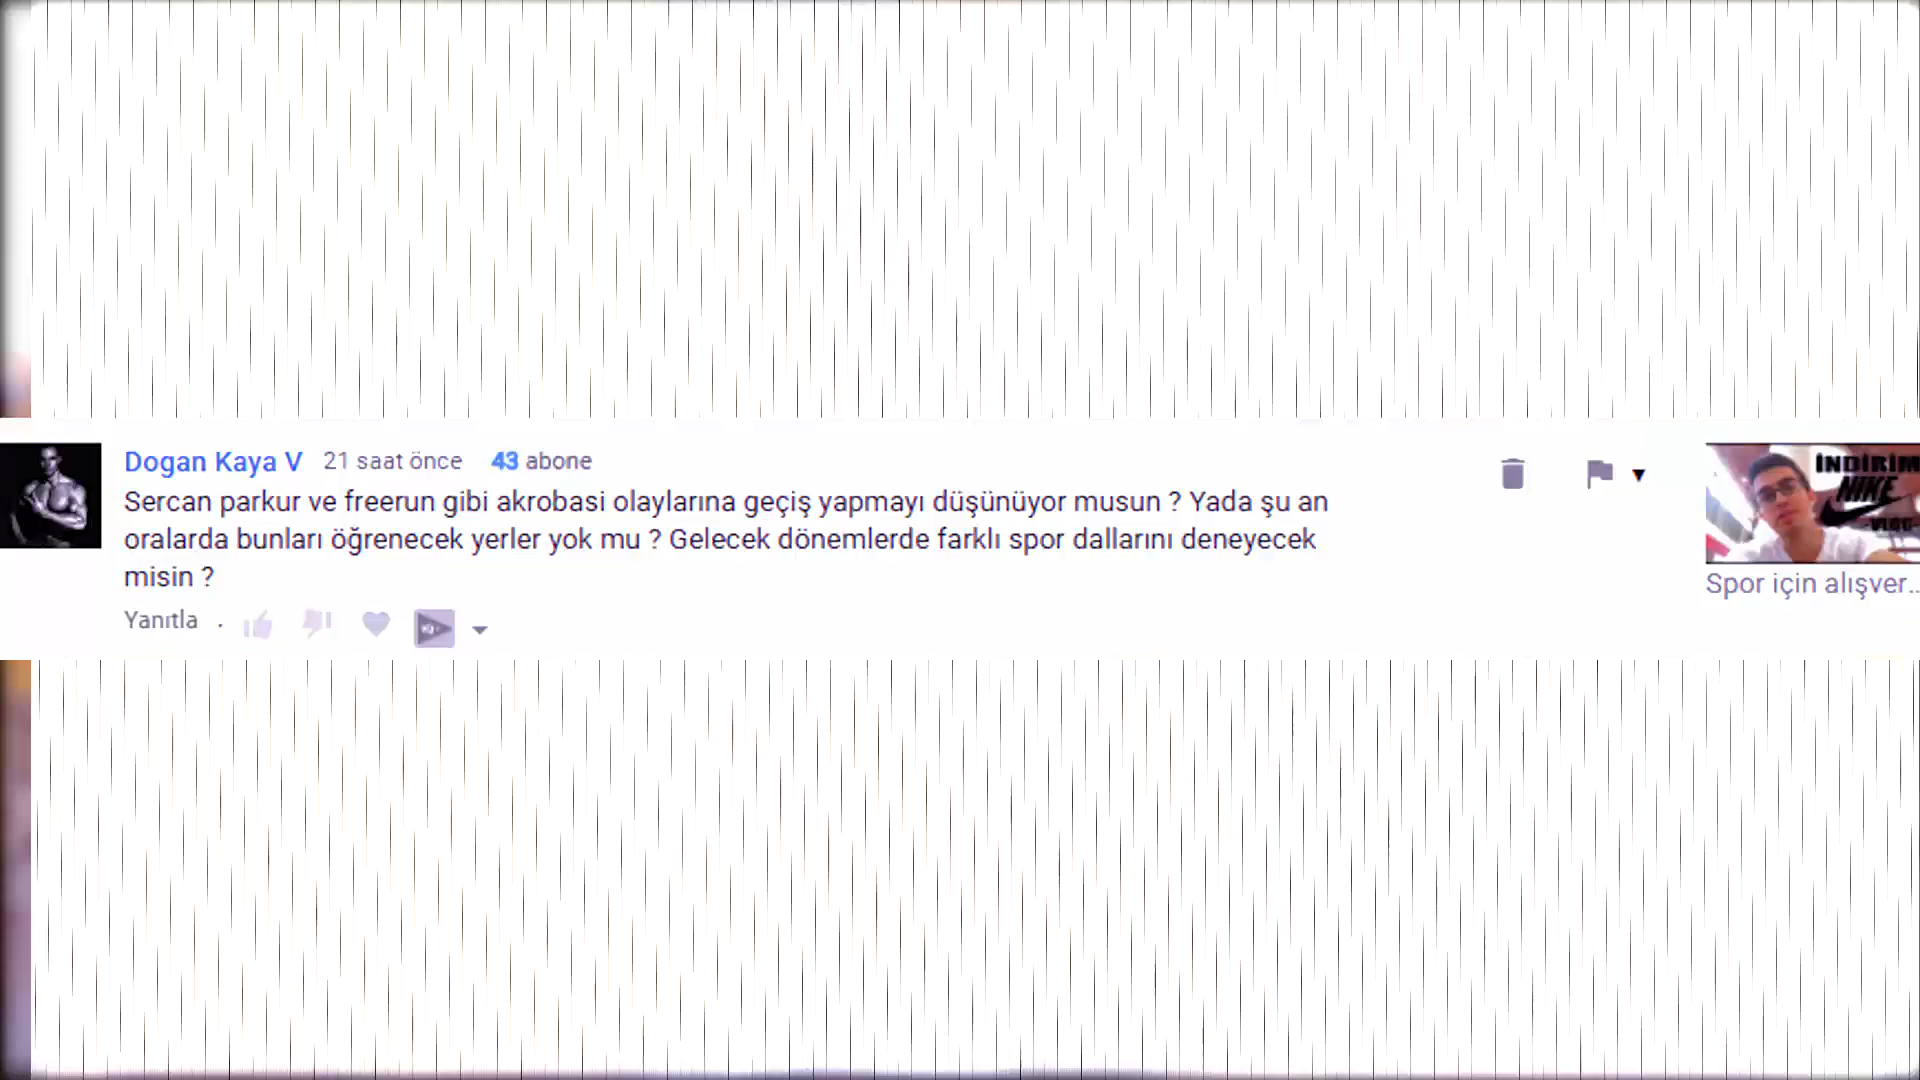 Dogan Kaya V 21 saat önce 43 abone
Sercan parkur ve freerun gibi akrobasi olaylarına geçiş yapmayı düşünüyor musun ? Yada şu an
oralarda bunları öğrenecek yerler yok mu ? Gelecek dönemlerde farklı spor dallarını deneyecek
misin ?
Yanıtla .
İNDİRİM
NIKE
-VLOG-
Spor için alışver...